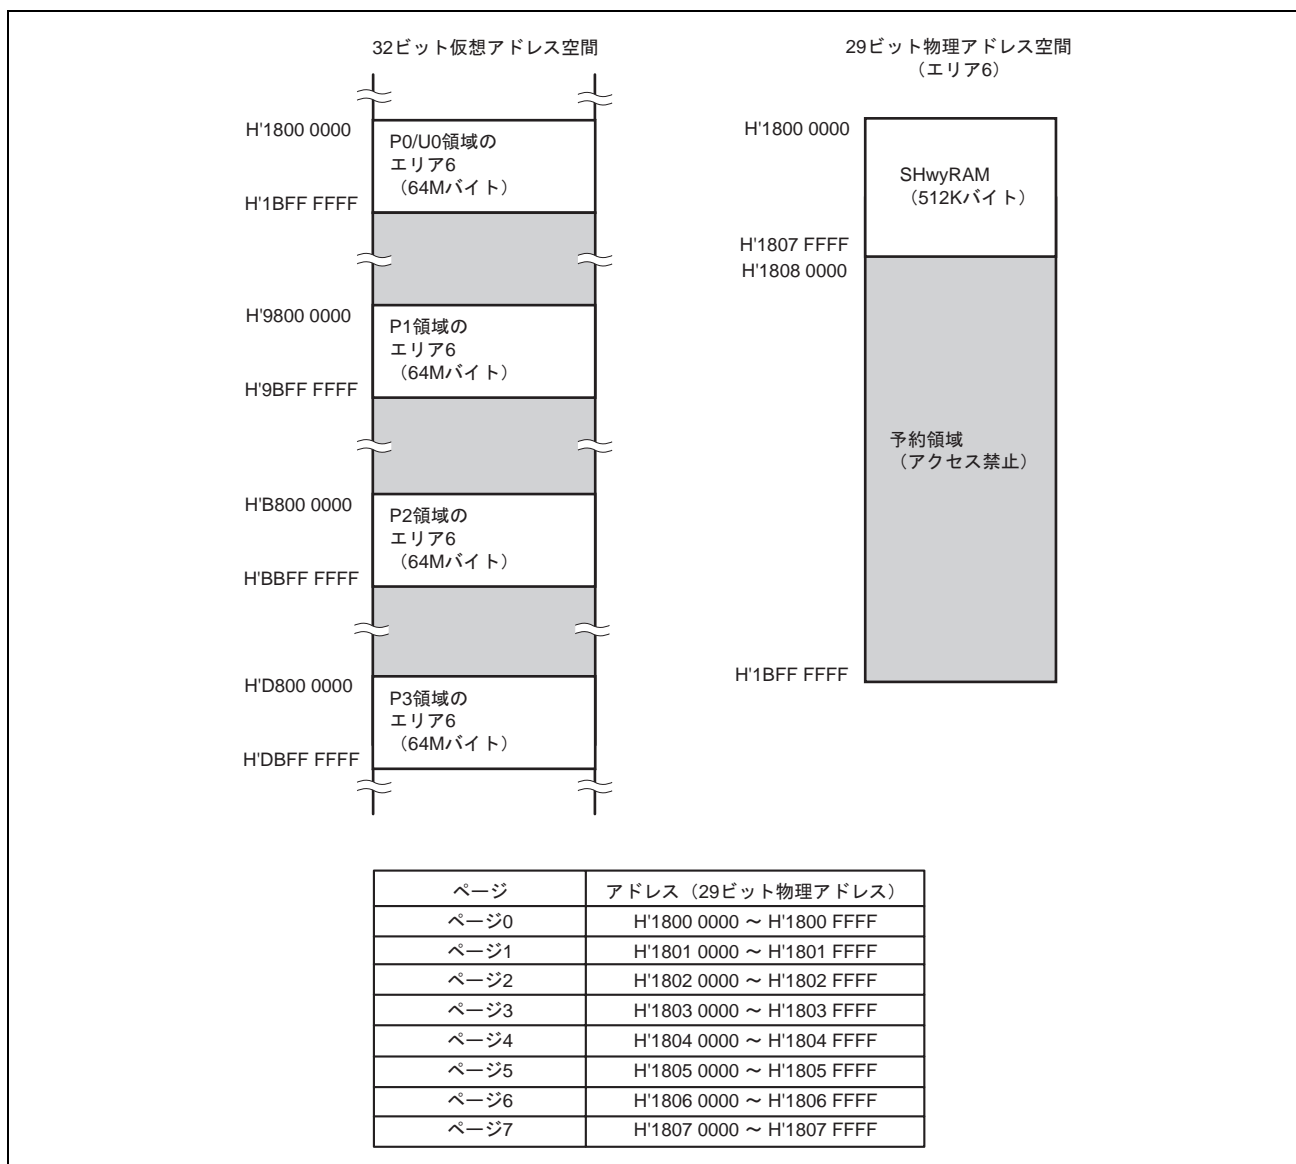 32ビット仮想アドレス空間
H'1800 0000
P0/U0領域の
エリア6
（64Mバイト）
H'1BFF FFFF
H'9800 0000
P1領域の
エリア6
（64Mバイト）
H'9BFF FFFF
H'B800 0000
P2領域の
エリア6
（64Mバイト）
H'BBFF FFFF
H'D800 0000
P3領域の
エリア6
（64Mバイト）
H'DBFF FFFF
29ビット物理アドレス空間
（エリア6）
H'1800 0000
SHwyRAM
（512Kバイト）
H'1807 FFFF
H'1808 0000
予約領域
（アクセス禁止）
H'1BFF FFFF
ページ アドレス（29ビット物理アドレス）
ページ0 H'1800 0000 ～ H'1800 FFFF
ページ1 H'1801 0000 ～ H'1801 FFFF
ページ2 H'1802 0000 ～ H'1802 FFFF
ページ3 H'1803 0000 ～ H'1803 FFFF
ページ4 H'1804 0000 ～ H'1804 FFFF
ページ5 H'1805 0000 ～ H'1805 FFFF
ページ6 H'1806 0000 ～ H'1806 FFFF
ページ7 H'1807 0000 ～ H'1807 FFFF